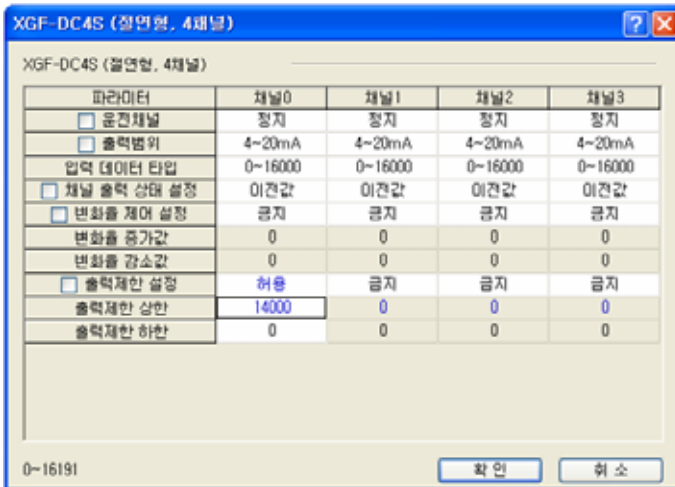 XGF-DC4S (절연형, 4채널)
XGF-DC4S (절연형, 4채널)
파라미터 채널0 채널1 채널2 채널3
운전채널 정지 정지 정지 정지
출력범위 4~20mA 4~20mA 4~20mA 4~20mA
입력 데이터 타입 0~16000 0~16000 0~16000 0~16000
채널 출력 상태 설정 이전값 이전값 이전값 이전값
변화율 제어 설정 금지 금지 금지 금지
변화율 증가값 0 0 0 0
변화율 감소값 0 0 0 0
출력제한 설정 허용 금지 금지 금지
출력제한 상한 14000 0 0 0
출력제한 하한 0 0 0 0
0~16191 확인 취소